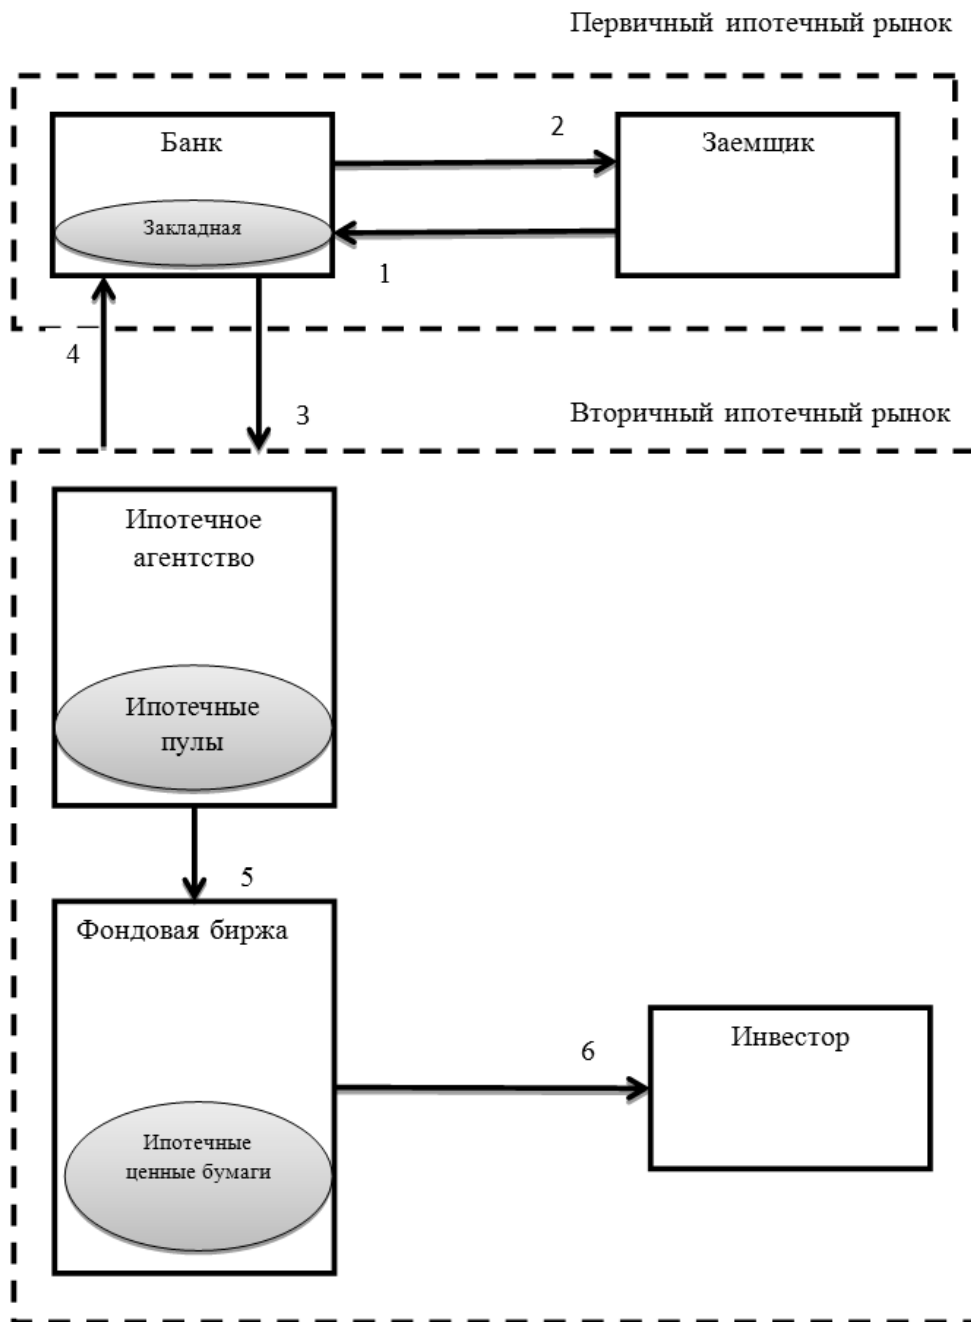 Первичный ипотечный рынок
Банк
2
Заемщик
Закладная
1
4
3
Вторичный ипотечный рынок
Ипотечное
агентство
Ипотечные
пулы
5
Фондовая биржа
6
Инвестор
Ипотечные
ценные бумаги